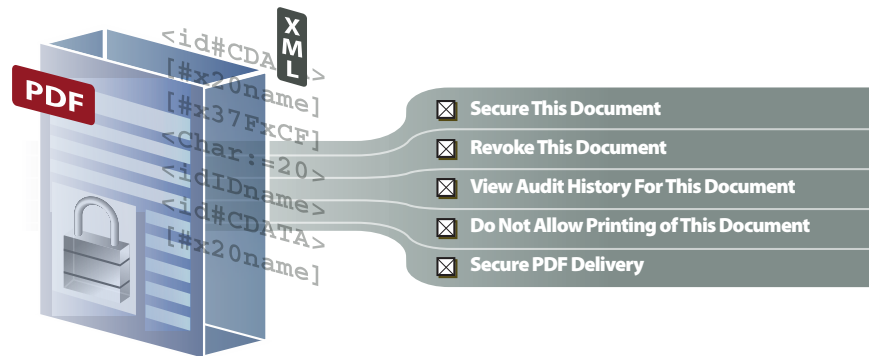 XML
PDF
<id#CDATA>
[#x20name]
[#x37FxCF]
<Char:=20>
<idIDname>
<id#CDATA>
[#x20name]
Secure This Document
Revoke This Document
View Audit History For This Document
Do Not Allow Printing of This Document
Secure PDF Delivery